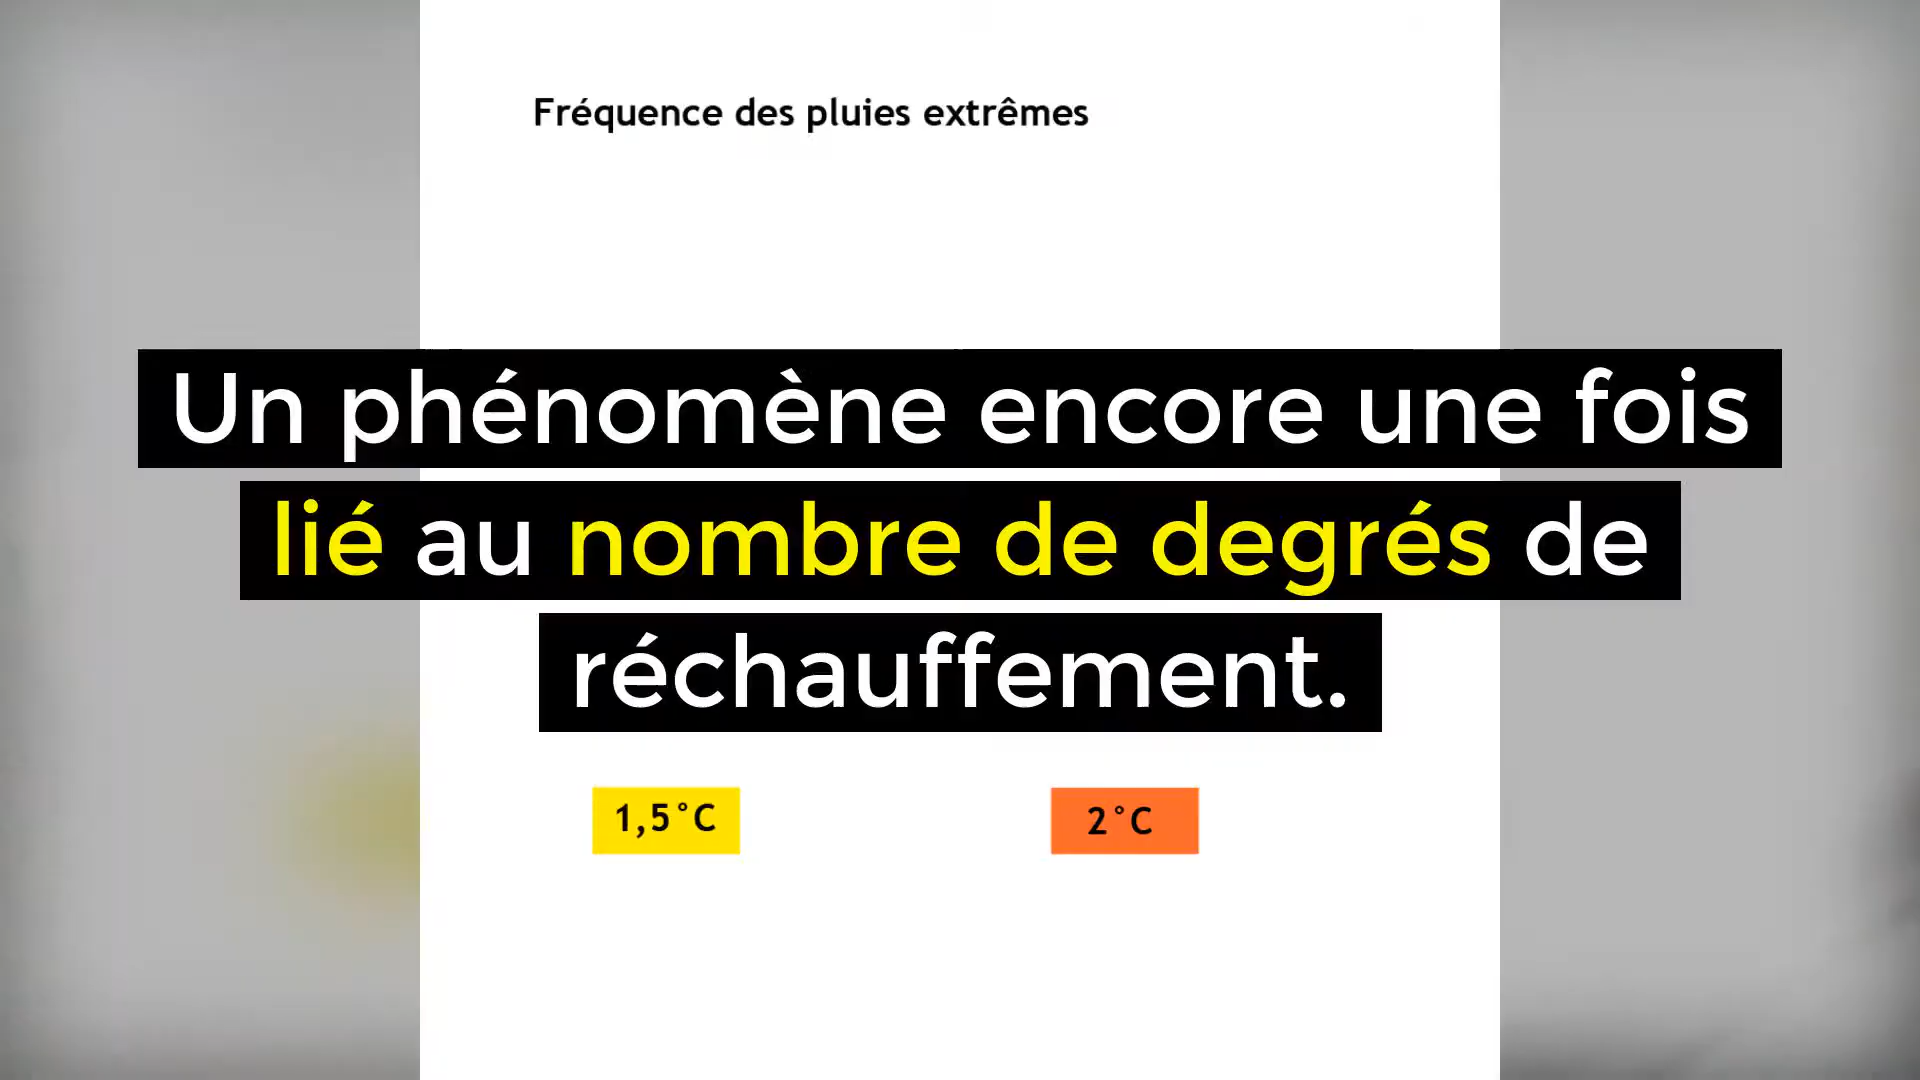 Fréquence des pluies extrêmes
Un phénomène encore une fois
lié au nombre de degrés de
réchauffement.
1,5°C
2°C